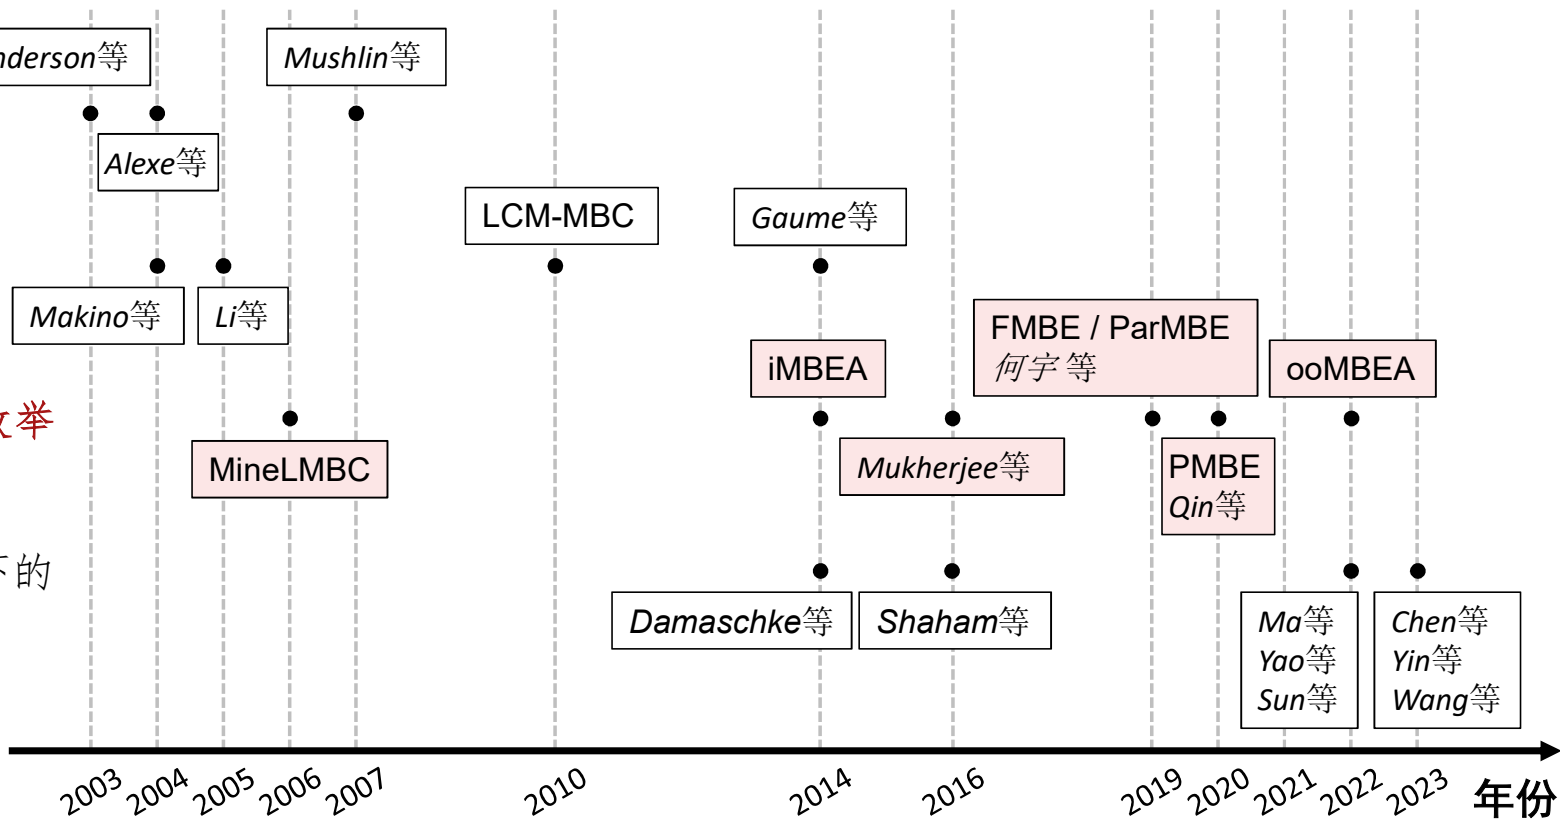 nderson等
Mushlin等
Alexe等
LCM-MBC
Gaume等
Makino等
Li等
FMBE / ParMBE
何宇 等
iMBEA
ooMBEA
举
MineLMBC
Mukherjee等
PMBE
Qin等
下的
Damaschke等
Shaham等
Ma等
Yao等
Sun等
Chen等
Yin等
Wang等
2003
2004
2005
2006
2007
2010
2014
2016
2019
2020
2021
2022
2023
年份